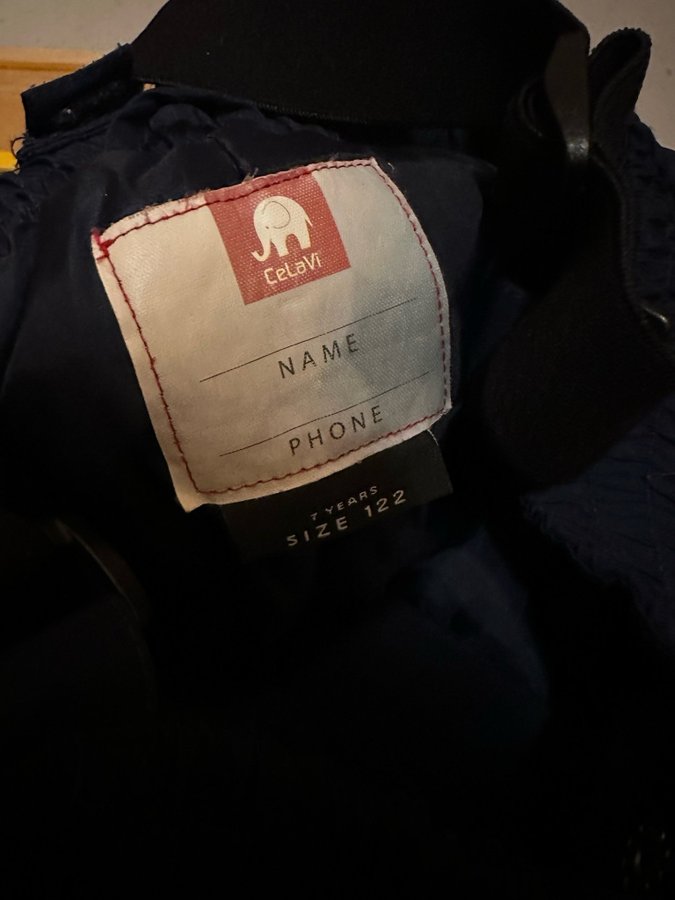 CeLaVi
NAME
PHONE
7 YEARS
SIZE 122